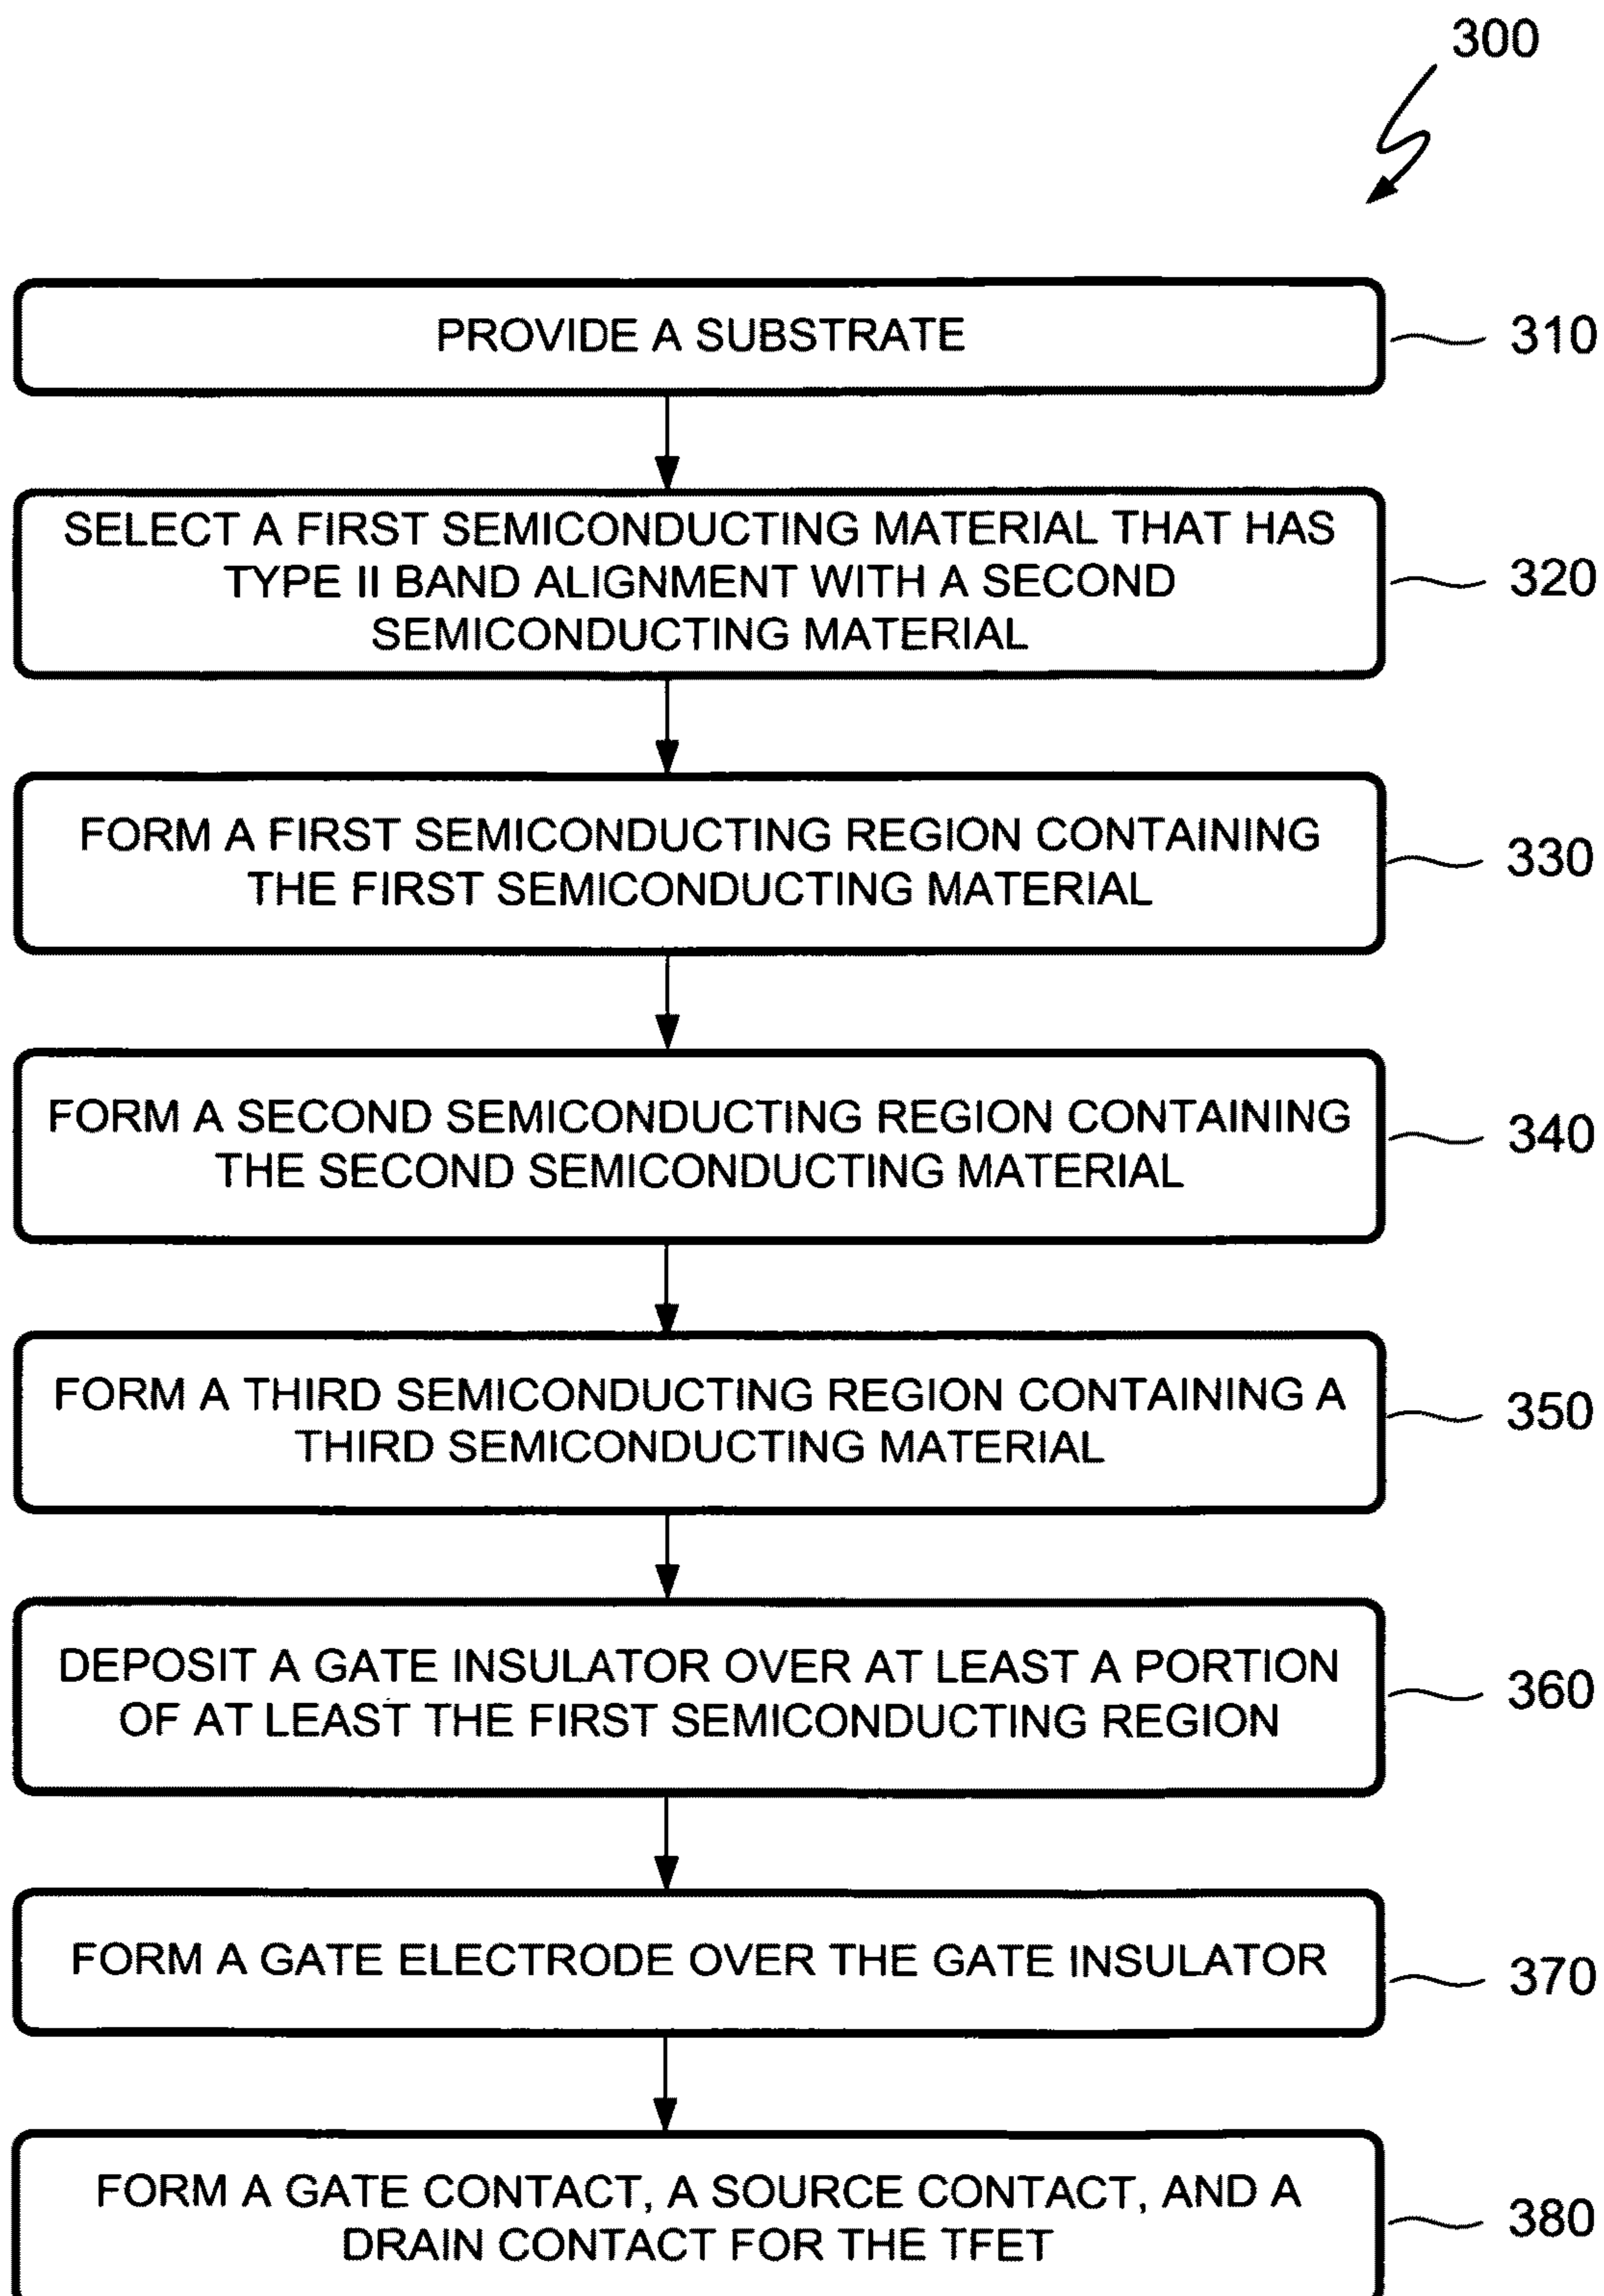 300
PROVIDE A SUBSTRATE
310
SELECT A FIRST SEMICONDUCTING MATERIAL THAT HAS
TYPE II BAND ALIGNMENT WITH A SECOND
SEMICONDUCTING MATERIAL
320
FORM A FIRST SEMICONDUCTING REGION CONTAINING
THE FIRST SEMICONDUCTING MATERIAL
330
FORM A SECOND SEMICONDUCTING REGION CONTAINING
THE SECOND SEMICONDUCTING MATERIAL
340
FORM A THIRD SEMICONDUCTING REGION CONTAINING A
THIRD SEMICONDUCTING MATERIAL
350
DEPOSIT A GATE INSULATOR OVER AT LEAST A PORTION
OF AT LEAST THE FIRST SEMICONDUCTING REGION
360
FORM A GATE ELECTRODE OVER THE GATE INSULATOR
370
FORM A GATE CONTACT, A SOURCE CONTACT, AND A
DRAIN CONTACT FOR THE TFET
380